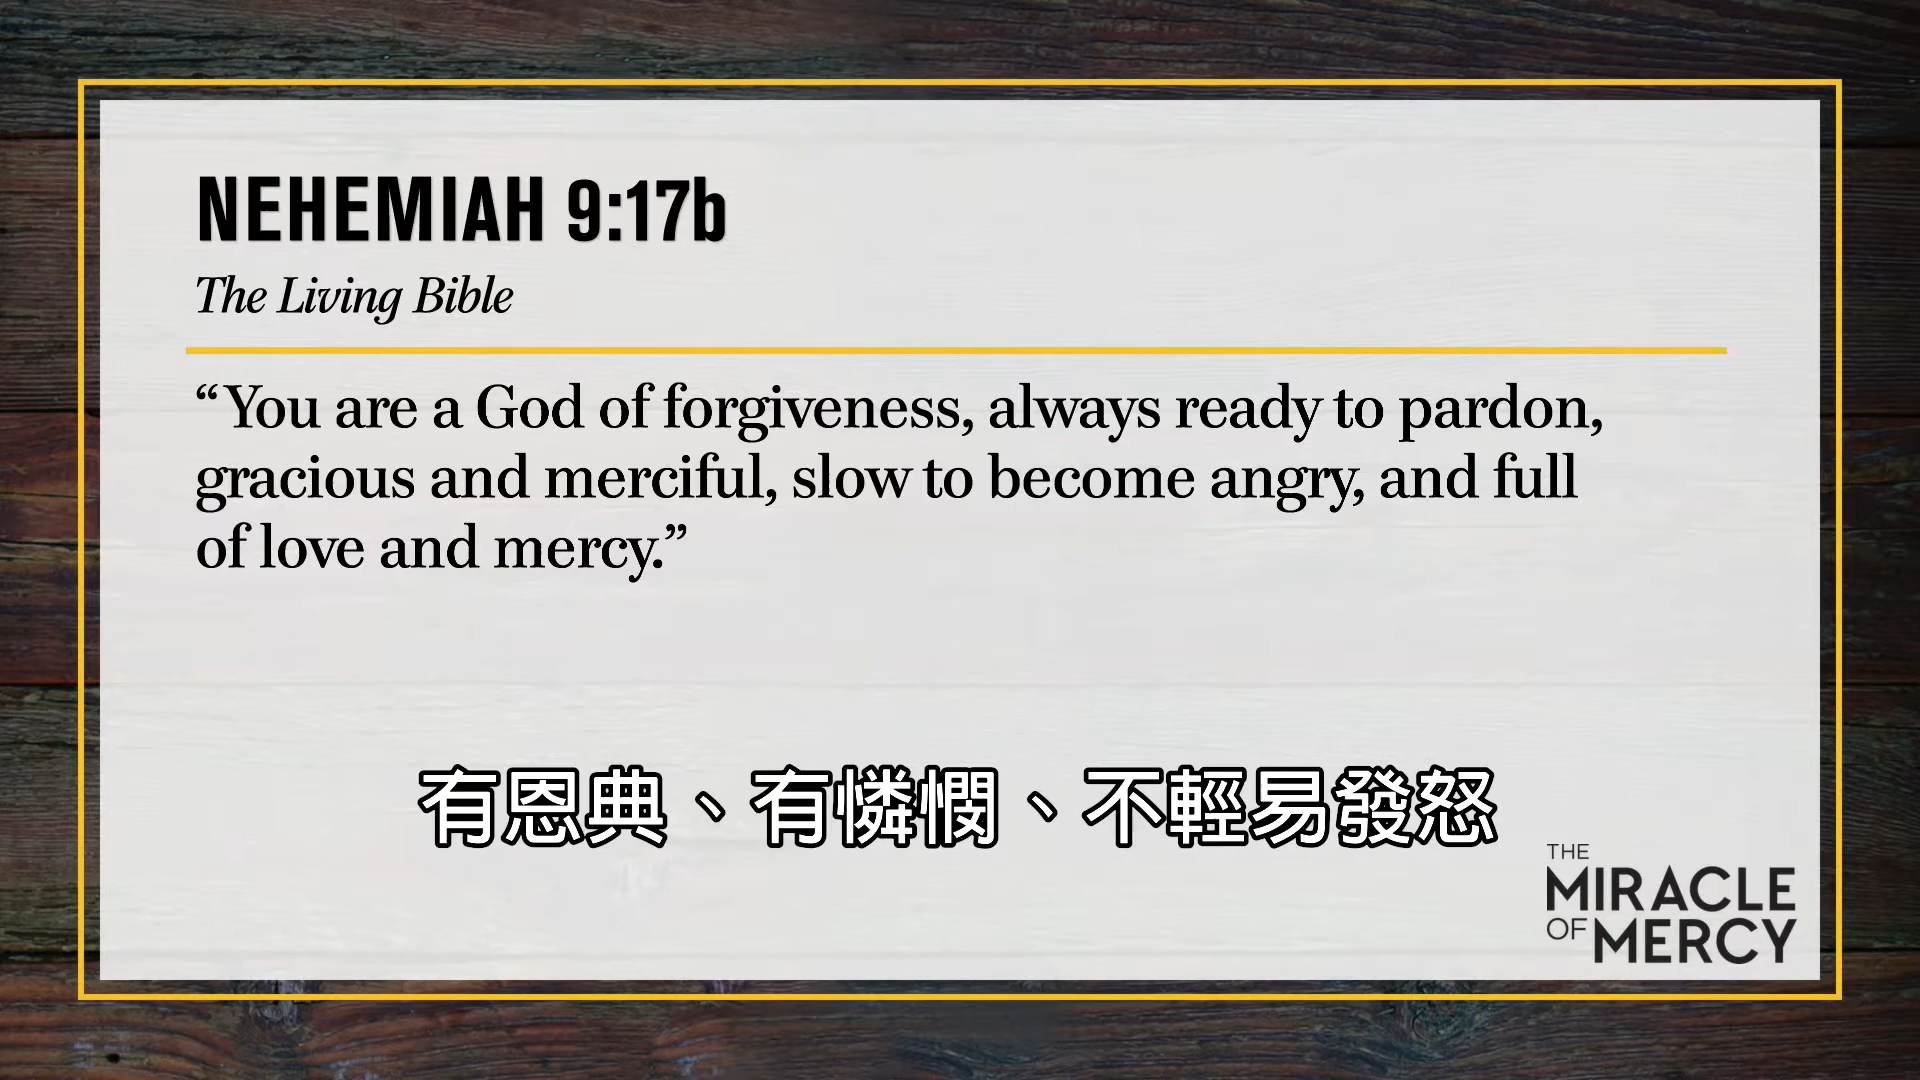 NEHEMIAH 9:17b
The Living Bible
“You are a God of forgiveness, always ready to pardon,
gracious and merciful, slow to become angry, and full
of love and mercy.”
有恩典、有憐憫、不輕易發怒
THE
MIRACLE
OF MERCY